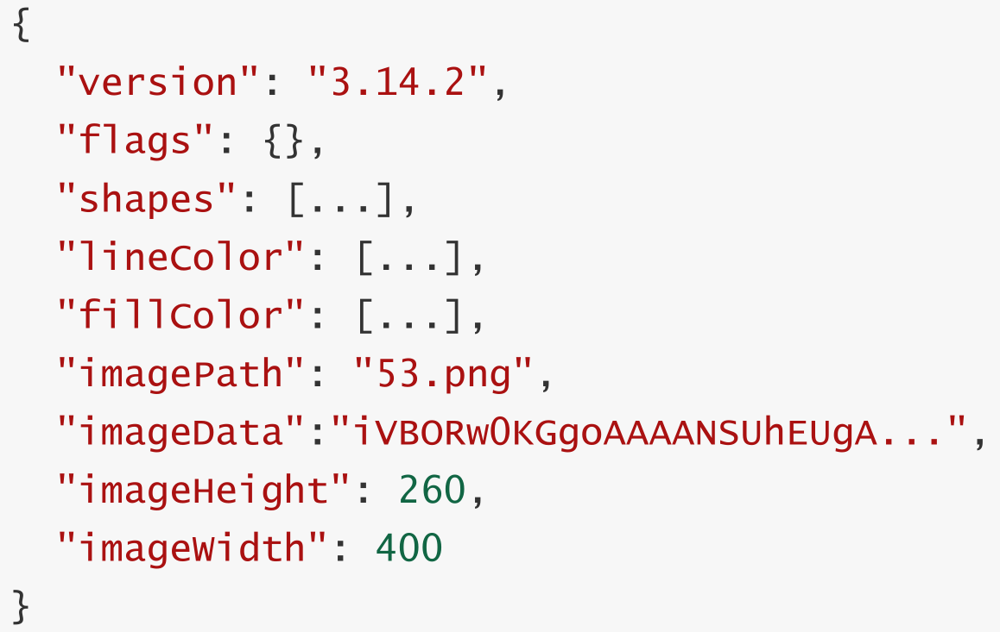 {
"version": "3.14.2",
"flags": {},
"shapes": [...],
"lineColor": [...],
"fillColor": [...],
"imagePath": "53.png",
"imageData":"iVBORw0KGgoAAAANSUhEUgA...",
"imageHeight": 260,
"imageWidth": 400
}